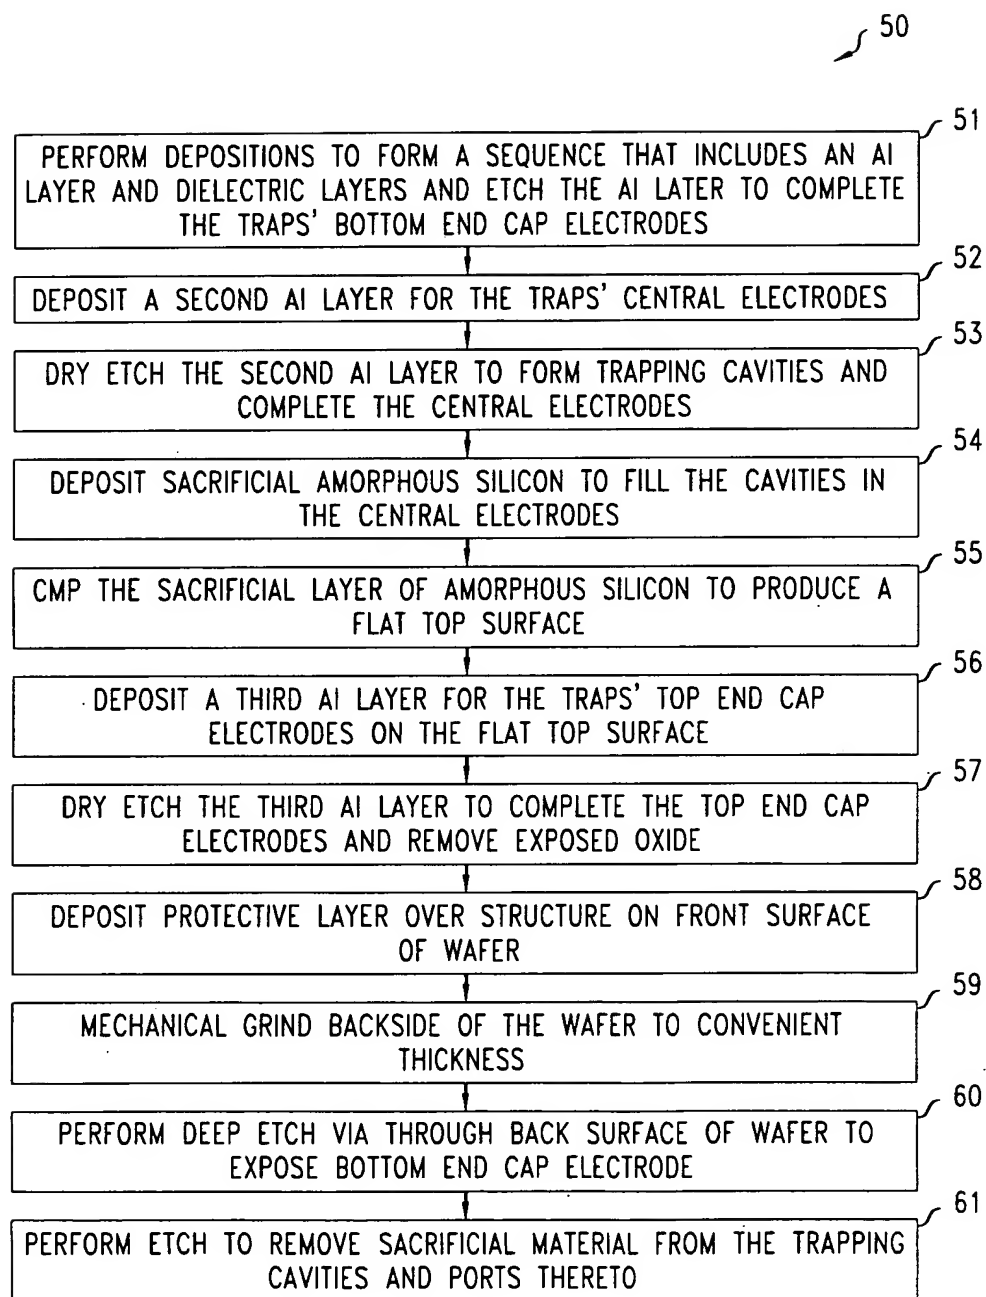 50
51
PERFORM DEPOSITIONS TO FORM A SEQUENCE THAT INCLUDES AN Al
LAYER AND DIELECTRIC LAYERS AND ETCH THE Al LATER TO COMPLETE
THE TRAPS' BOTTOM END CAP ELECTRODES
52
DEPOSIT A SECOND Al LAYER FOR THE TRAPS' CENTRAL ELECTRODES
53
DRY ETCH THE SECOND Al LAYER TO FORM TRAPPING CAVITIES AND
COMPLETE THE CENTRAL ELECTRODES
54
DEPOSIT SACRIFICIAL AMORPHOUS SILICON TO FILL THE CAVITIES IN
THE CENTRAL ELECTRODES
55
CMP THE SACRIFICIAL LAYER OF AMORPHOUS SILICON TO PRODUCE A
FLAT TOP SURFACE
56
DEPOSIT A THIRD Al LAYER FOR THE TRAPS' TOP END CAP
ELECTRODES ON THE FLAT TOP SURFACE
57
DRY ETCH THE THIRD Al LAYER TO COMPLETE THE TOP END CAP
ELECTRODES AND REMOVE EXPOSED OXIDE
58
DEPOSIT PROTECTIVE LAYER OVER STRUCTURE ON FRONT SURFACE
OF WAFER
59
MECHANICAL GRIND BACKSIDE OF THE WAFER TO CONVENIENT
THICKNESS
60
PERFORM DEEP ETCH VIA THROUGH BACK SURFACE OF WAFER TO
EXPOSE BOTTOM END CAP ELECTRODE
61
PERFORM ETCH TO REMOVE SACRIFICIAL MATERIAL FROM THE TRAPPING
CAVITIES AND PORTS THERETO